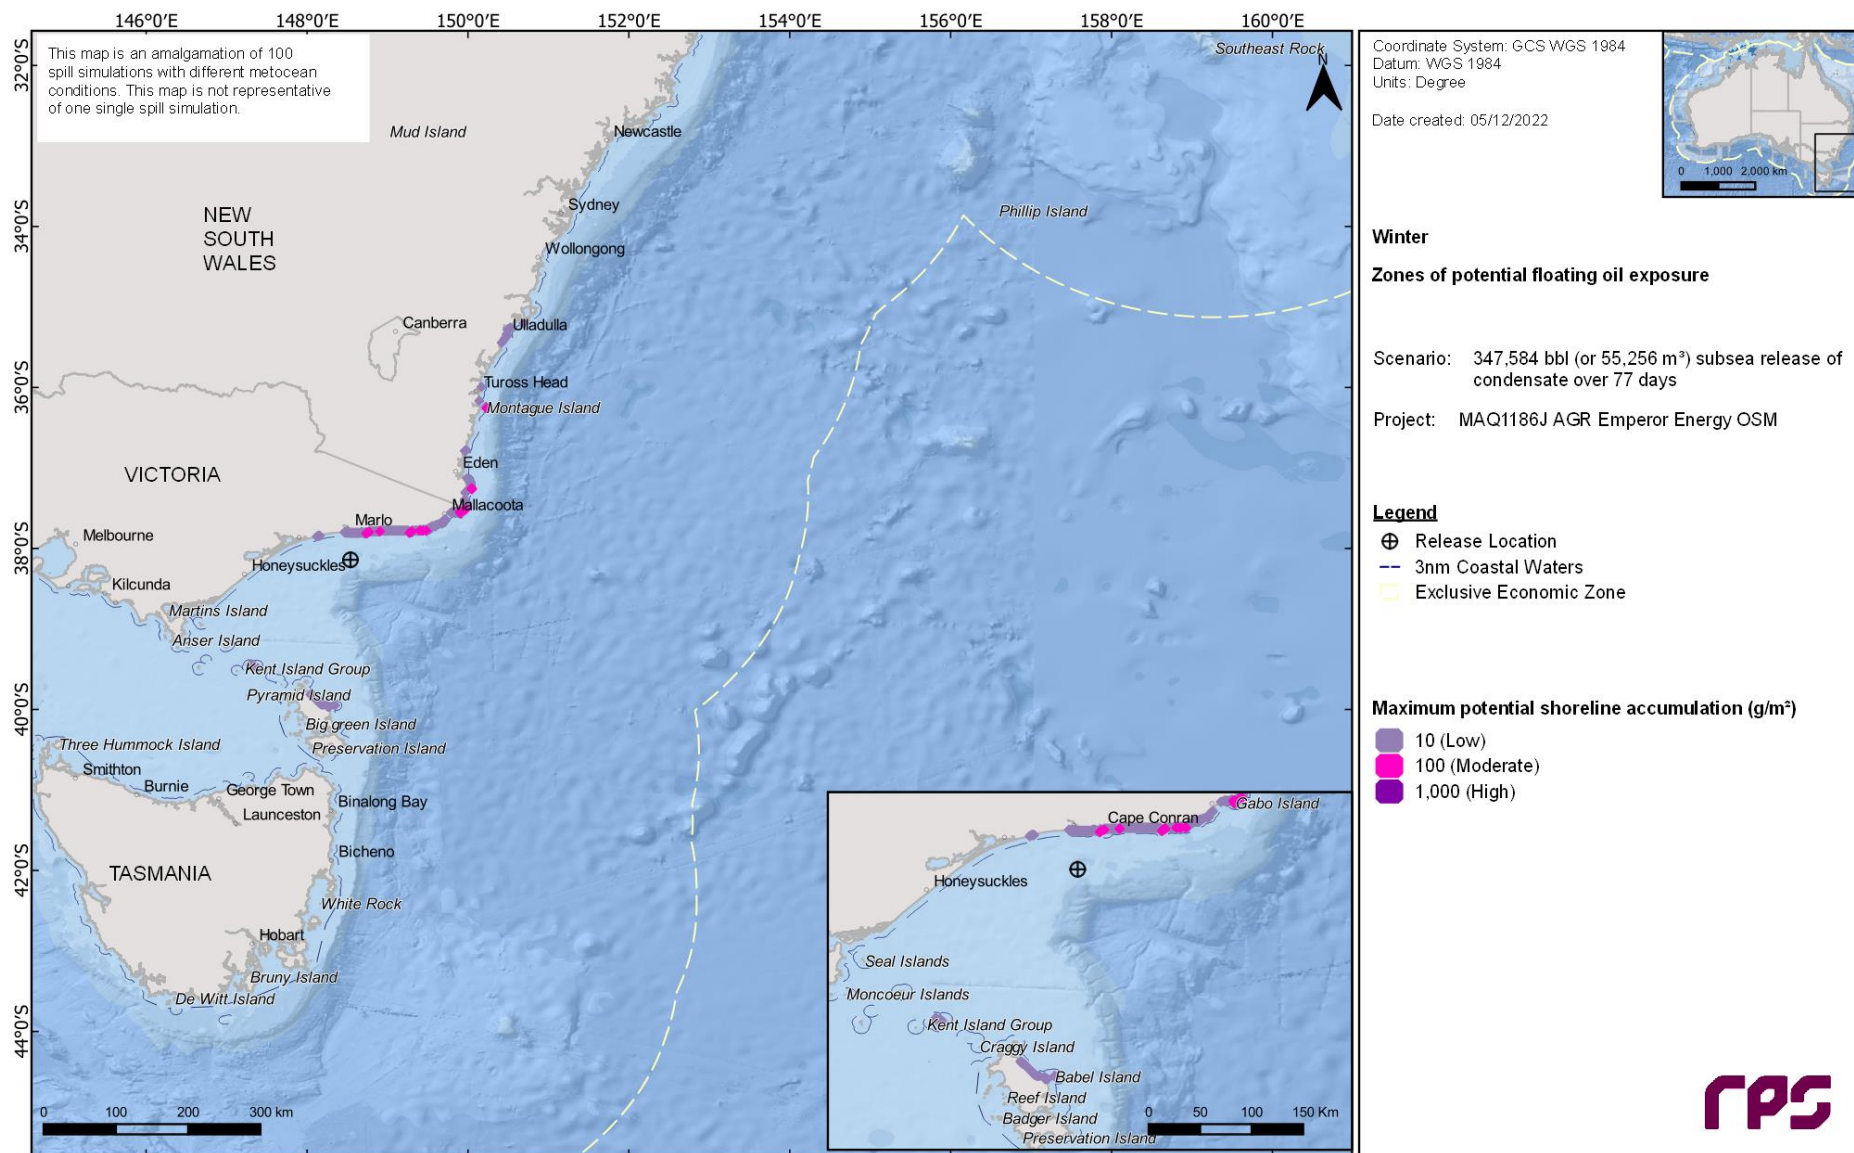 146°0'E 148°0'E 150°0'E 152°0'E 154°0'E 156°0'E 158°0'E 160°0'E
This map is an amalgamation of 100
spill simulations with different metocean
conditions. This map is not representative
of one single spill simulation.
Southeast Rock
N
32°S
34°0'S
36°0'S
38°0'S
40°0'S
42°0'S
44°0'S
Mud Island
Newcastle
Sydney
Phillip Island
NEW
SOUTH
WALES
Wollongong
Canberra
Ulladulla
Tuross Head
Montague Island
Eden
VICTORIA
Mallacoota
Marlo
Melbourne
Honeysuckles
Kilcunda
Martins Island
Anser Island
Kent Island Group
Pyramid Island
Big green Island
Three Hummock Island
Preservation Island
Smithton
Burnie
George Town
Binalong Bay
Launceston
Bicheno
TASMANIA
White Rock
Hobart
Bruny Island
De Witt Island
0 100 200 300 km
Gabo Island
Cape Conran
Honeysuckles
Seal Islands
Moncoeur Islands
Kent Island Group
Craggy Island
Babel Island
Reef Island
Badger Island
Preservation Island
0 50 100 150 Km
Coordinate System: GCS WGS 1984
Datum: WGS 1984
Units: Degree
Date created: 05/12/2022
0 1,000 2,000 km
Winter
Zones of potential floating oil exposure
Scenario: 347,584 bbl (or 55,256 m³) subsea release of
condensate over 77 days
Project: MAQ1186J AGR Emperor Energy OSM
Legend
Release Location
3nm Coastal Waters
Exclusive Economic Zone
Maximum potential shoreline accumulation (g/m²)
10 (Low)
100 (Moderate)
1,000 (High)
rps